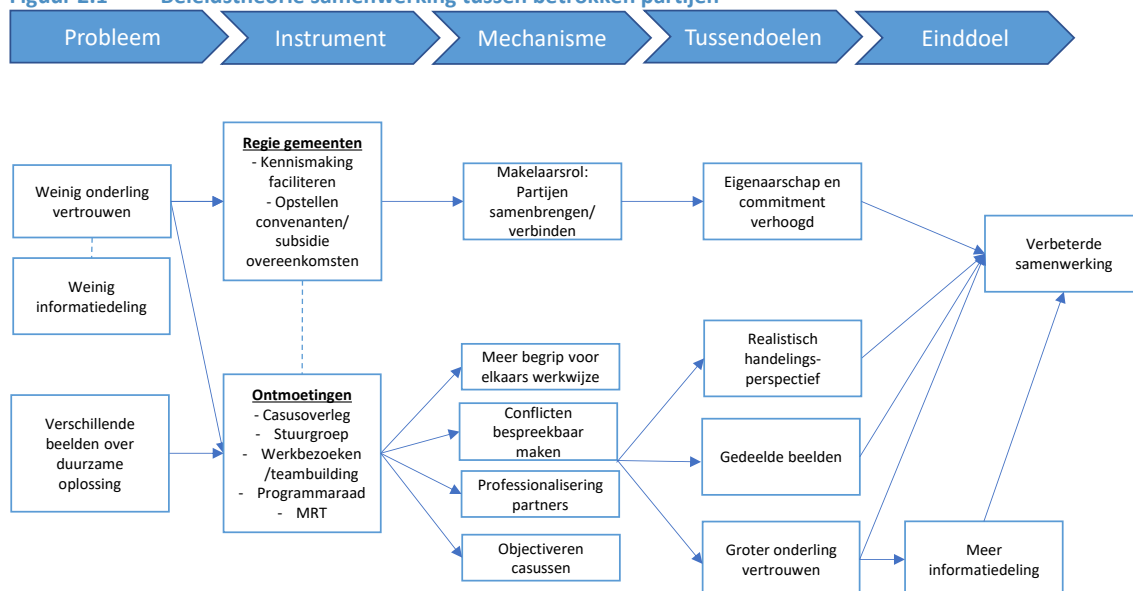 Figuur 2.1 Beleidstheorie samenwerking tussen betrokken partijen
Probleem
Instrument
Mechanisme
Tussendoelen
Einddoel
Weinig onderling
vertrouwen
Weinig
informatiedeling
Verschillende
beelden over
duurzame
oplossing
Regie gemeenten
- Kennismaking
faciliteren
- Opstellen
convenanten/
subsidie
overeenkomsten
Ontmoetingen
- Casusoverleg
- Stuurgroep
- Werkbezoeken
/teambuilding
- Programmaraad
- MRT
Makelaarsrol:
Partijen
samenbrengen/
verbinden
Meer begrip voor
elkaars werkwijze
Conflicten
bespreekbaar
maken
Professionalisering
partners
Objectiveren
casussen
Eigenaarschap en
commitment
verhoogd
Realistisch
handelings-
perspectief
Gedeelde beelden
Groter onderling
vertrouwen
Meer
informatiedeling
Verbeterde
samenwerking